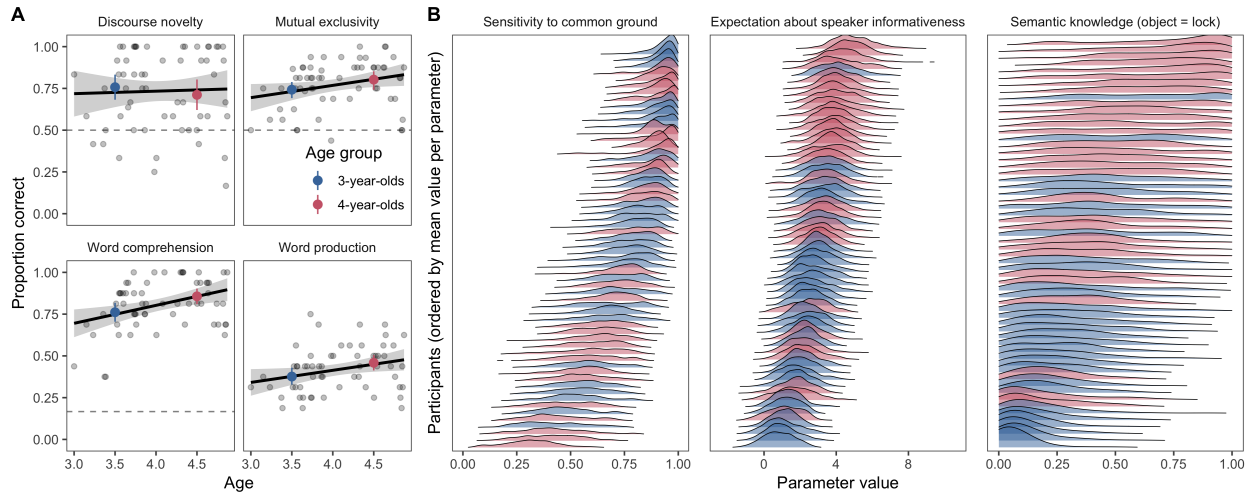 A
B
Discourse novelty
Mutual exclusivity
Sensitivity to common ground
Expectation about speaker informativeness
Semantic knowledge (object = lock)
1.00
0.75
0.50
0.25
0.00
Age group
3-year-olds
4-year-olds
Proportion correct
Participants (ordered by mean value per parameter)
Word comprehension
Word production
1.00
0.75
0.50
0.25
0.00
3.0 3.5 4.0 4.5
3.0 3.5 4.0 4.5
0.00 0.25 0.50 0.75 1.00
0 4 8
0.00 0.25 0.50 0.75 1.00
Age
Parameter value